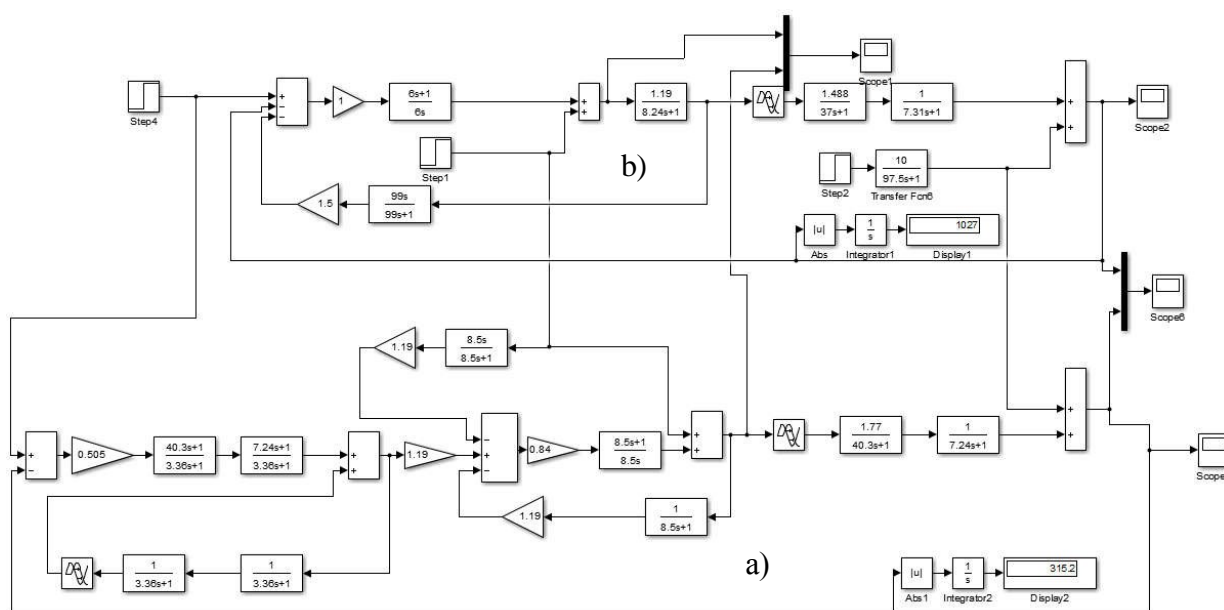 Scope1
+
−
−
1
6s+1
6s
+
+
1.19
8.24s+1
1.488
37s+1
1
7.31s+1
+
+
Step4
Scope2
Step1
b)
Step2
10
97.5s+1
Transfer Fcn6
1.5
99s
99s+1
|u|
Abs
1
s
Integrator1
1027
Display1
Scope6
1.19
8.5s
8.5s+1
+
−
0.505
40.3s+1
3.36s+1
7.24s+1
3.36s+1
+
+
1.19
−
+
−
0.84
8.5s+1
8.5s
+
+
1.77
40.3s+1
1
7.24s+1
+
+
Scope
1.19
1
8.5s+1
1
3.36s+1
1
3.36s+1
a)
|u|
Abs1
1
s
Integrator2
315.2
Display2